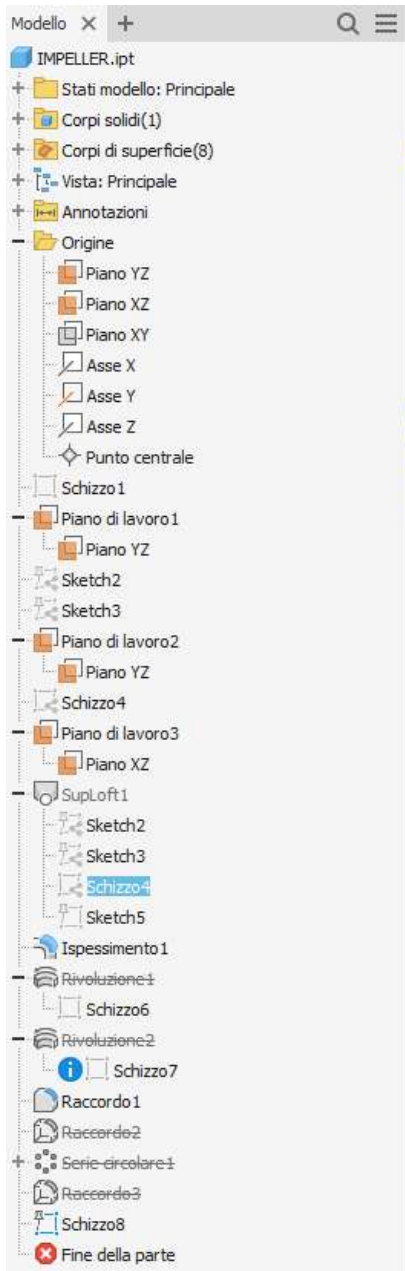 Modello
IMPELLER.ipt
Stati modello: Principale
Corpi solidi(1)
Corpi di superficie(8)
Vista: Principale
Annotazioni
Origine
Piano YZ
Piano XZ
Piano XY
Asse X
Asse Y
Asse Z
Punto centrale
Schizzo1
Piano di lavoro1
Piano YZ
Sketch2
Sketch3
Piano di lavoro2
Piano YZ
Schizzo4
Piano di lavoro3
Piano XZ
SupLoft1
Sketch2
Sketch3
Schizzo4
Sketch5
Ispessimento1
Rivoluzione1
Schizzo6
Rivoluzione2
Schizzo7
Raccordo1
Raccordo2
Serie circolare1
Raccordo3
Schizzo8
Fine della parte